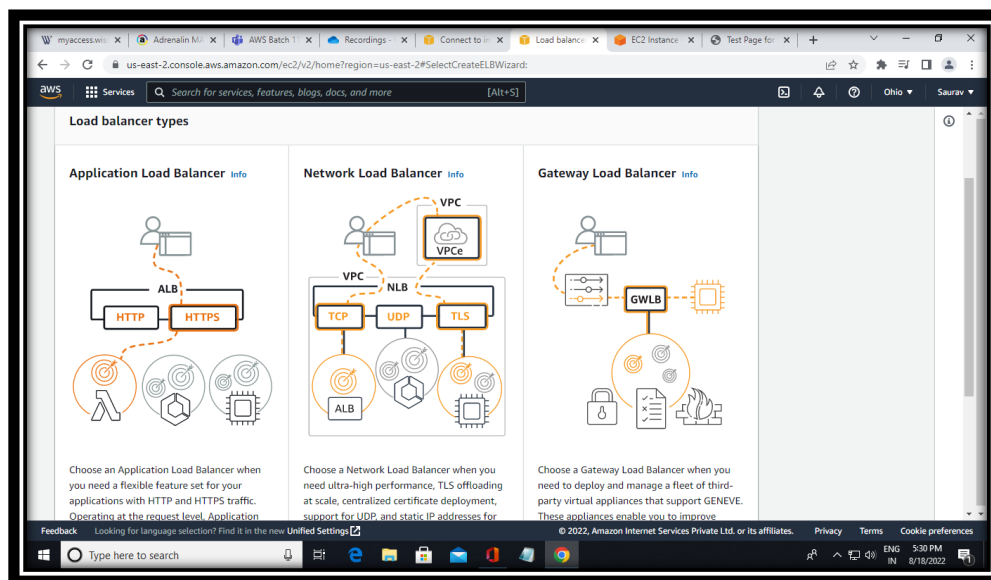 myaccess.wis
Adrenalin MA
AWS Batch 1
Recordings -
Connect to in
Load balance
EC2 Instance
Test Page for
us-east-2.console.aws.amazon.com/ec2/v2/home?region=us-east-2#SelectCreateELBWizard:
aws Services Search for services, features, blogs, docs, and more [Alt+S] Ohio Saurav
Load balancer types
Application Load Balancer Info
ALB
HTTP HTTPS
Choose an Application Load Balancer when
you need a flexible feature set for your
applications with HTTP and HTTPS traffic.
Operating at the request level, Application
Network Load Balancer Info
VPC
VPCe
VPC
NLB
TCP UDP TLS
ALB
Choose a Network Load Balancer when you
need ultra-high performance, TLS offloading
at scale, centralized certificate deployment,
support for UDP, and static IP addresses for
Gateway Load Balancer Info
GWLB
Choose a Gateway Load Balancer when you
need to deploy and manage a fleet of third-
party virtual appliances that support GENEVE.
These appliances enable you to improve
Feedback Looking for language selection? Find it in the new Unified Settings © 2022, Amazon Internet Services Private Ltd. or its affiliates. Privacy Terms Cookie preferences
Type here to search
ENG 5:30 PM
IN 8/18/2022